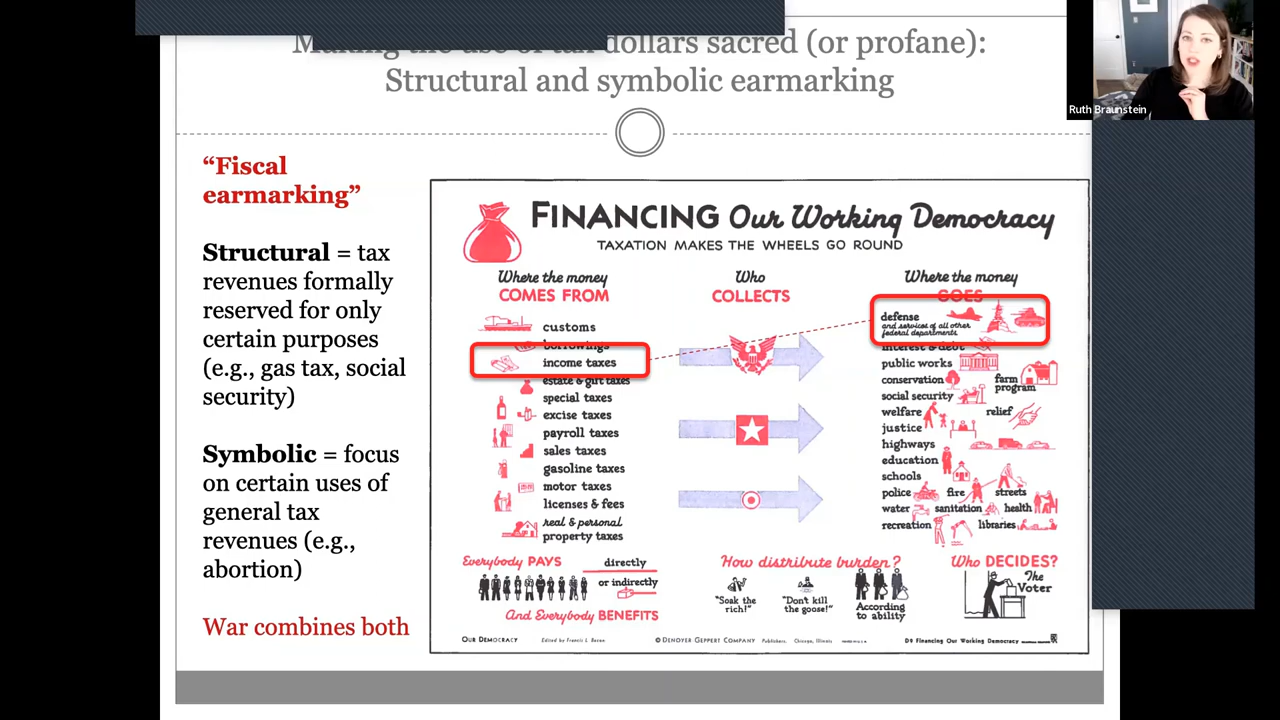 Making the use of tax dollars sacred (or profane):
Structural and symbolic earmarking
Ruth Braunstein
“Fiscal
earmarking”
Structural = tax
revenues formally
reserved for only
certain purposes
(e.g., gas tax, social
security)
Symbolic = focus
on certain uses of
general tax
revenues (e.g.,
abortion)
War combines both
FINANCING Our Working Democracy
TAXATION MAKES THE WHEELS GO ROUND
Where the money
COMES FROM
customs
borrowings
income taxes
estate & gift taxes
special taxes
excise taxes
payroll taxes
sales taxes
gasoline taxes
motor taxes
licenses & fees
real & personal
property taxes
Who
COLLECTS
Where the money
GOES
defense
and services of all other
federal departments
interest & debt
public works
conservation farm
program
social security
welfare relief
justice
highways
education
schools
police fire streets
water sanitation health
recreation libraries
Everybody PAYS directly
or indirectly
And Everybody BENEFITS
How distribute burden?
"Soak the
rich!"
"Don't kill
the goose!"
According
to ability
Who DECIDES?
The
Voter
OUR DEMOCRACY Edited by Francis L. Bacon © DENOYER GEPPERT COMPANY Publishers, Chicago, Illinois D9 Financing Our Working Democracy